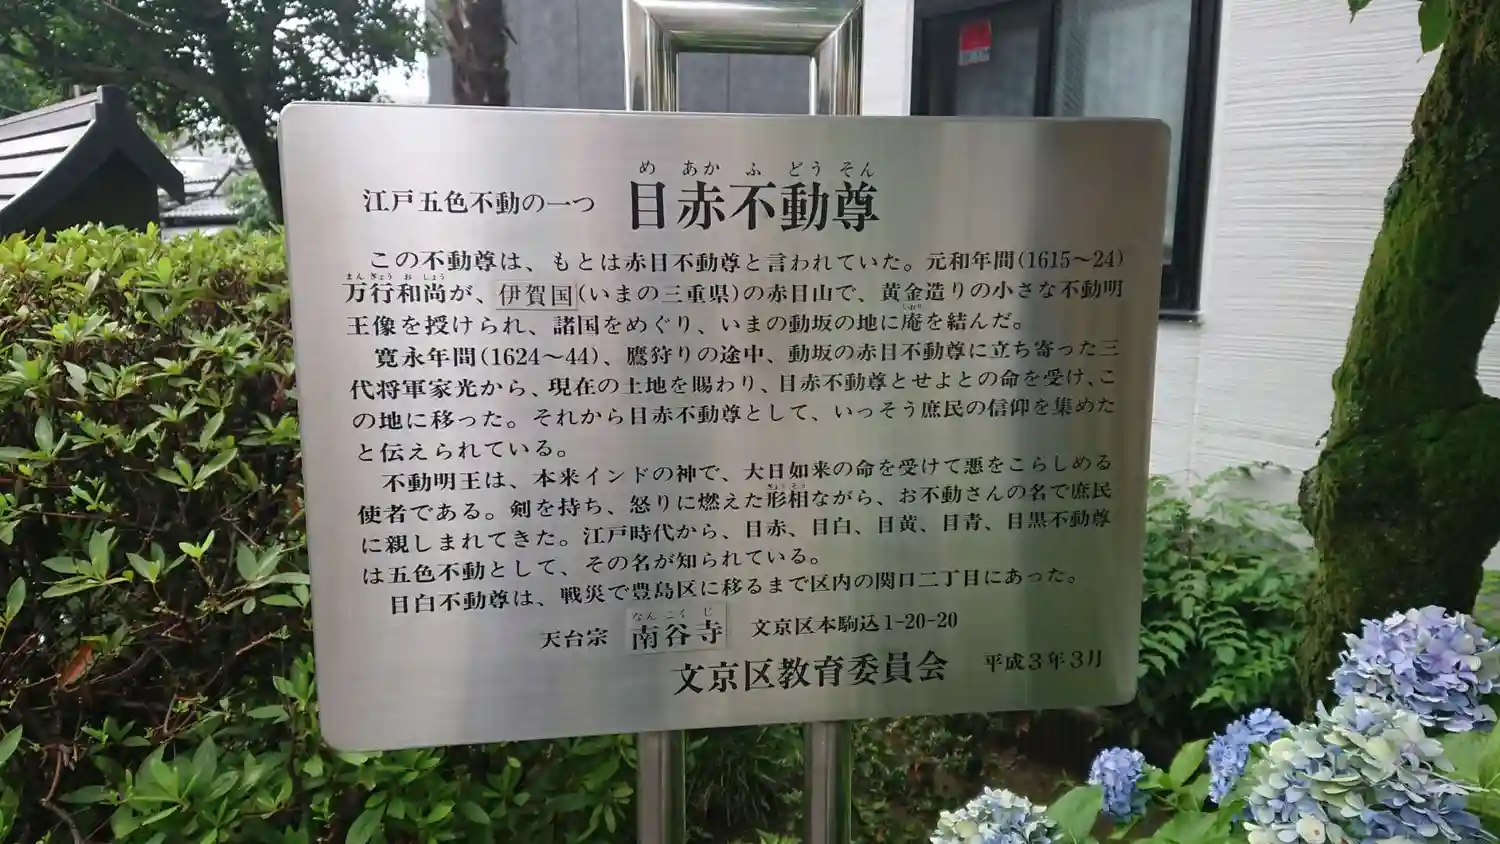 江戸五色不動の一つ 目赤不動尊
め あか ふ どう そん
この不動尊は、もとは赤目不動尊と言われていた。元和年間(1615〜24)
まん ぎょう お しょう
万行和尚が、伊賀国(いまの三重県)の赤目山で、黄金造りの小さな不動明
しおり
王像を授けられ、諸国をめぐり、いまの動坂の地に庵を結んだ。
寛永年間(1624〜44)、鷹狩りの途中、動坂の赤目不動尊に立ち寄った三
代将軍家光から、現在の土地を賜わり、目赤不動尊とせよとの命を受け、こ
の地に移った。それから目赤不動尊として、いっそう庶民の信仰を集めた
と伝えられている。
不動明王は、本来インドの神で、大日如来の命を受けて悪をこらしめる
ぎょう そう
使者である。剣を持ち、怒りに燃えた形相ながら、お不動さんの名で庶民
に親しまれてきた。江戸時代から、目赤、目白、目黄、目青、目黒不動尊
は五色不動として、その名が知られている。
目白不動尊は、戦災で豊島区に移るまで区内の関口二丁目にあった。
なん こく じ
天台宗 南谷寺 文京区本駒込1-20-20
文京区教育委員会 平成3年3月